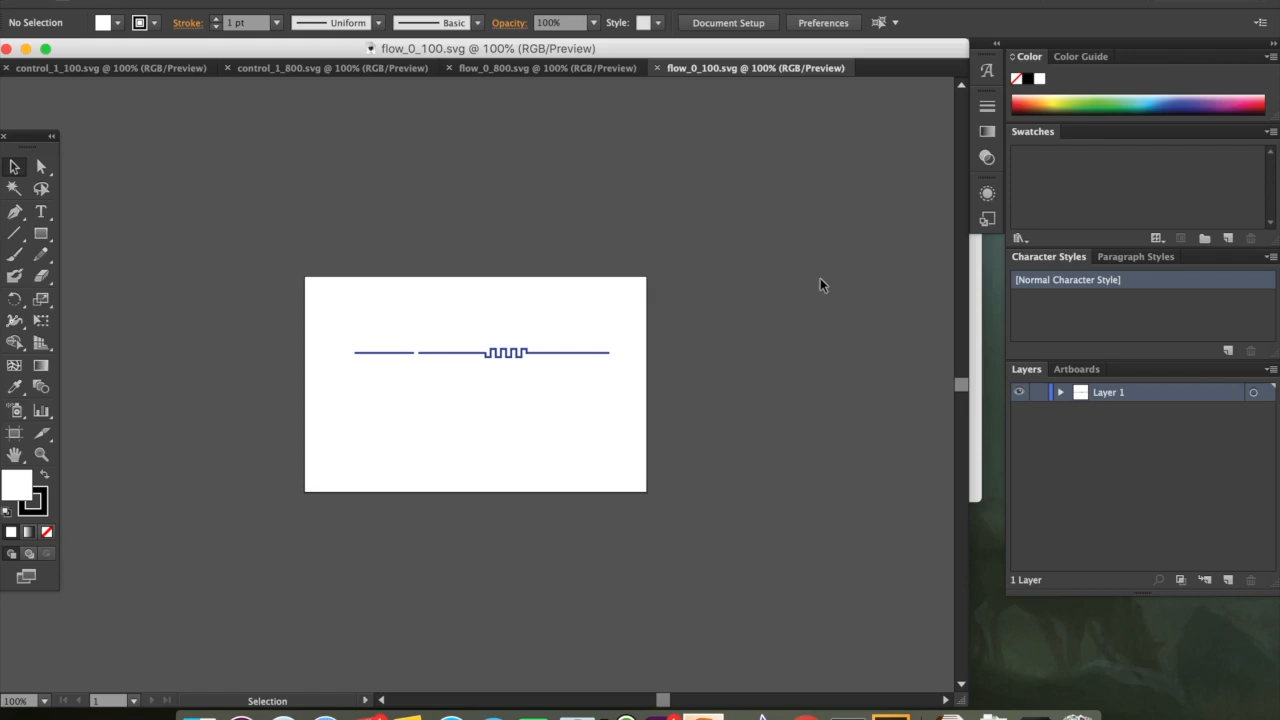 No Selection Stroke: 1 pt Uniform Basic Opacity: 100% Style: Document Setup Preferences
flow_0_100.svg @ 100% (RGB/Preview)
control_1_100.svg @ 100% (RGB/Preview) control_1_800.svg @ 100% (RGB/Preview) flow_0_800.svg @ 100% (RGB/Preview) flow_0_100.svg @ 100% (RGB/Preview)
Color Color Guide
Swatches
Character Styles Paragraph Styles
[Normal Character Style]
Layers Artboards
Layer 1
1 Layer
100% 1 Selection